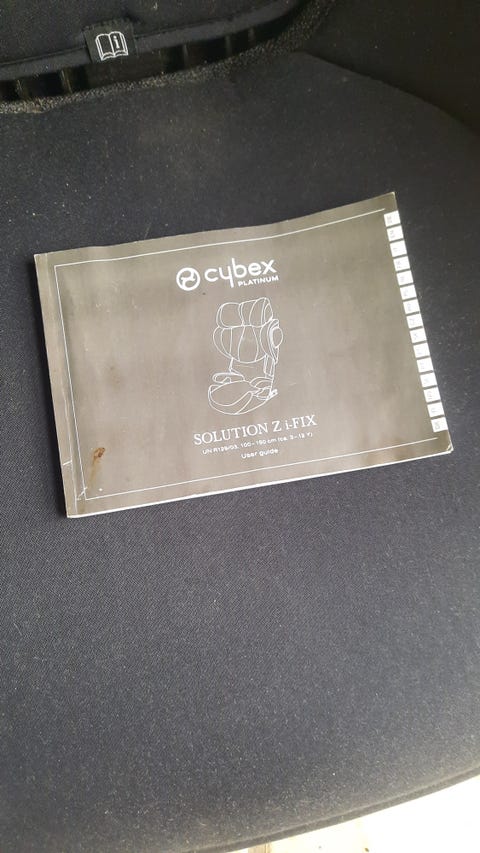 cybex
PLATINUM
SOLUTION Z i-FIX
UN R129/03, 100 - 150 cm (ca. 3 - 12 Y)
User guide